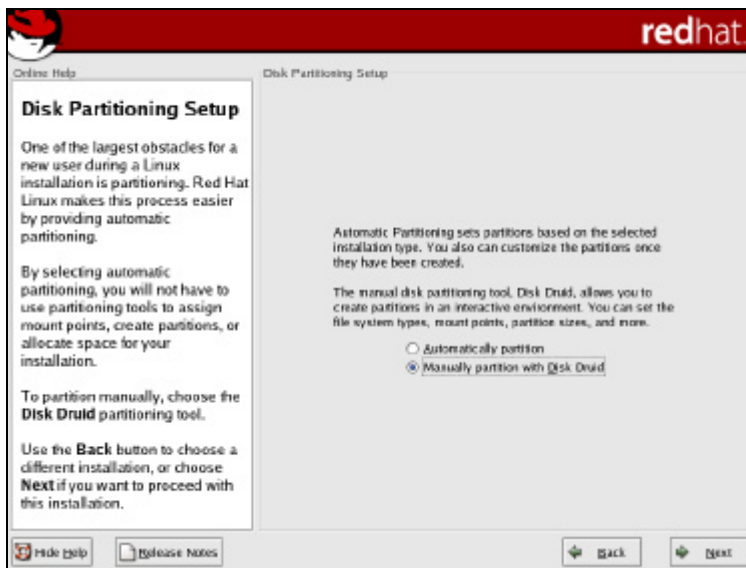 redhat.
Online Help
Disk Partitioning Setup
Disk Partitioning Setup
One of the largest obstacles for a
new user during a Linux
installation is partitioning. Red Hat
Linux makes this process easier
by providing automatic
partitioning.
By selecting automatic
partitioning, you will not have to
use partitioning tools to assign
mount points, create partitions, or
allocate space for your
installation.
To partition manually, choose the
Disk Druid partitioning tool.
Use the Back button to choose a
different installation, or choose
Next if you want to proceed with
this installation.
Automatic Partitioning sets partitions based on the selected
installation type. You also can customize the partitions once
they have been created.
The manual disk partitioning tool, Disk Druid, allows you to
create partitions in an interactive environment. You can set the
file system types, mount points, partition sizes, and more.
Automatically partition
Manually partition with Disk Druid
Hide Help
Release Notes
Back
Next